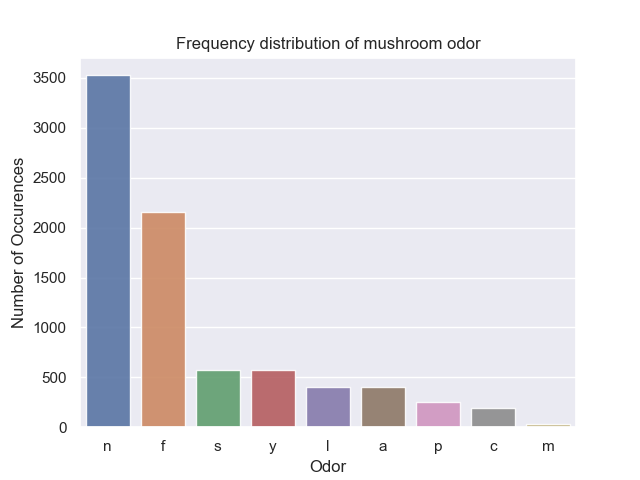 Frequency distribution of mushroom odor
3500
3000
2500
2000
1500
1000
500
0
Number of Occurences
n f s y l a p c m
Odor